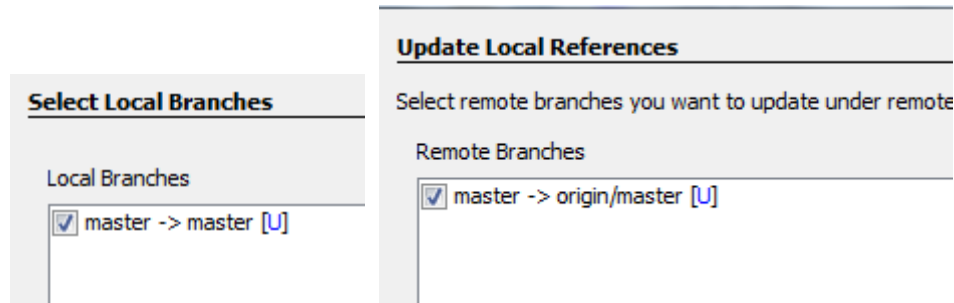 Select Local Branches
Local Branches
master -> master [U]
Update Local References
Select remote branches you want to update under remote
Remote Branches
master -> origin/master [U]